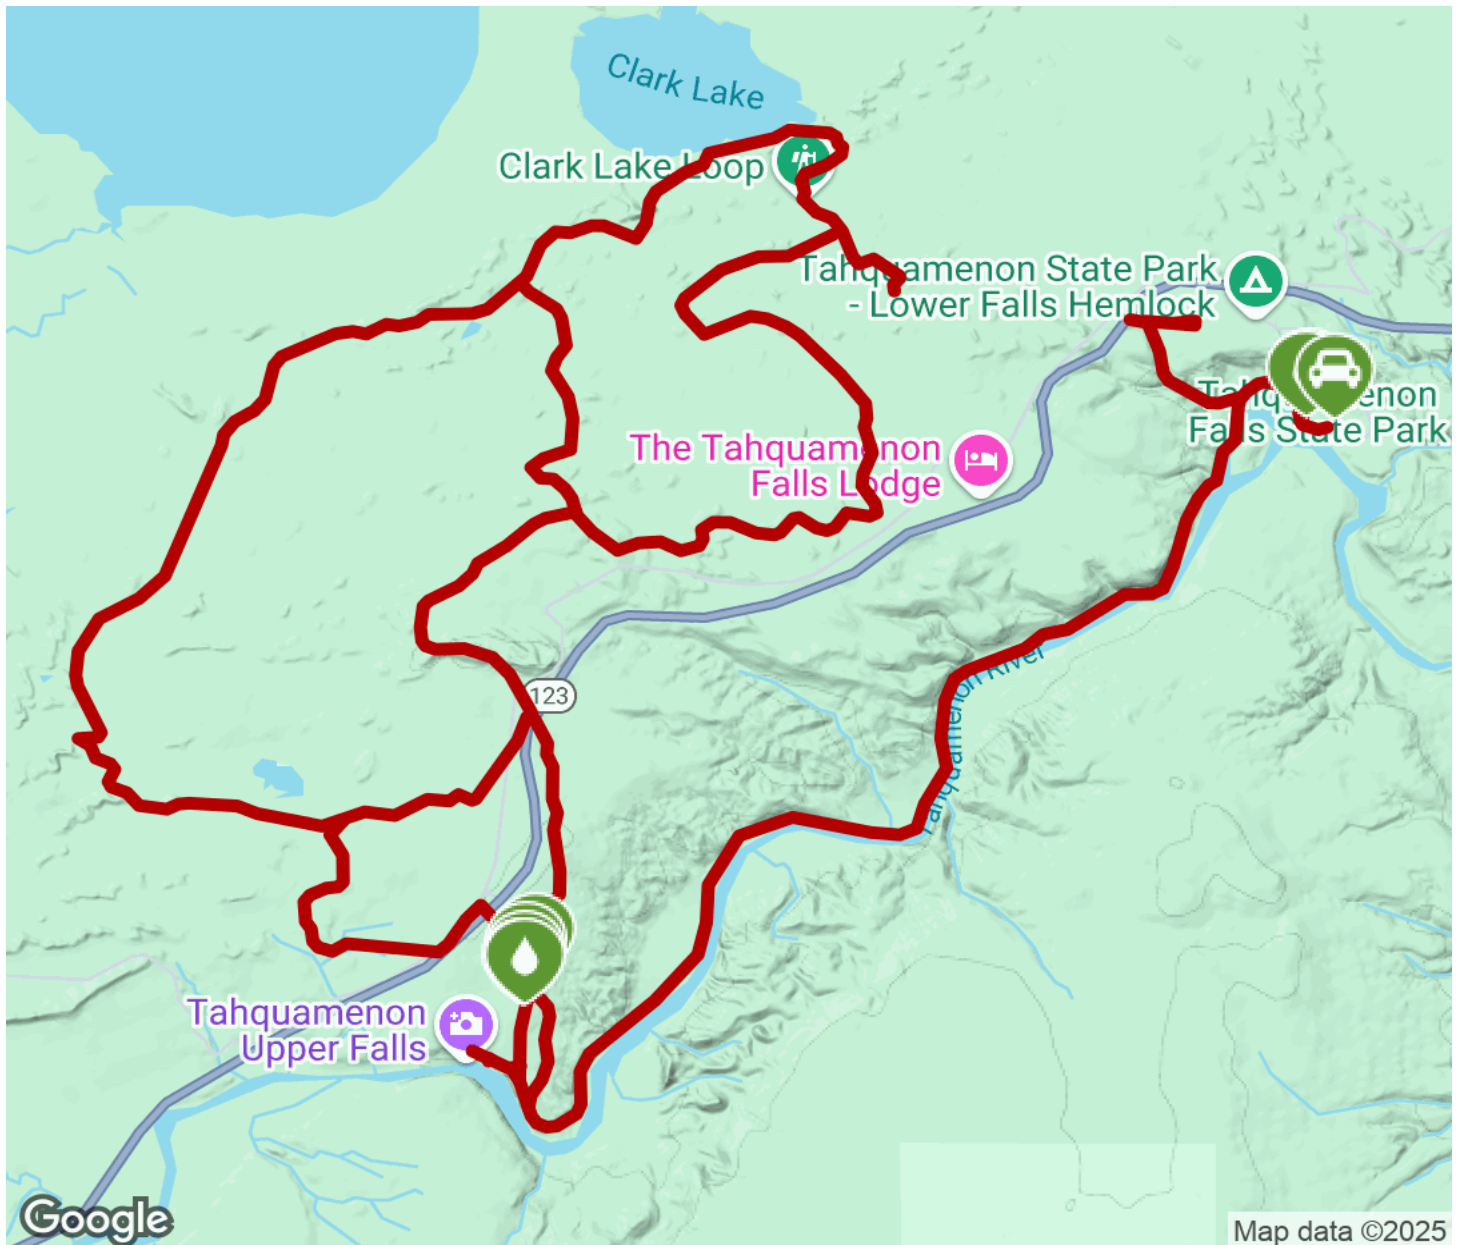 Clark Lake
Clark Lake Loop
Tahquamenon State Park
- Lower Falls Hemlock
Tahquamenon
Falls State Park
The Tahquamenon
Falls Lodge
Tahquamenon River
123
Tahquamenon
Upper Falls
Google
Map data ©2025